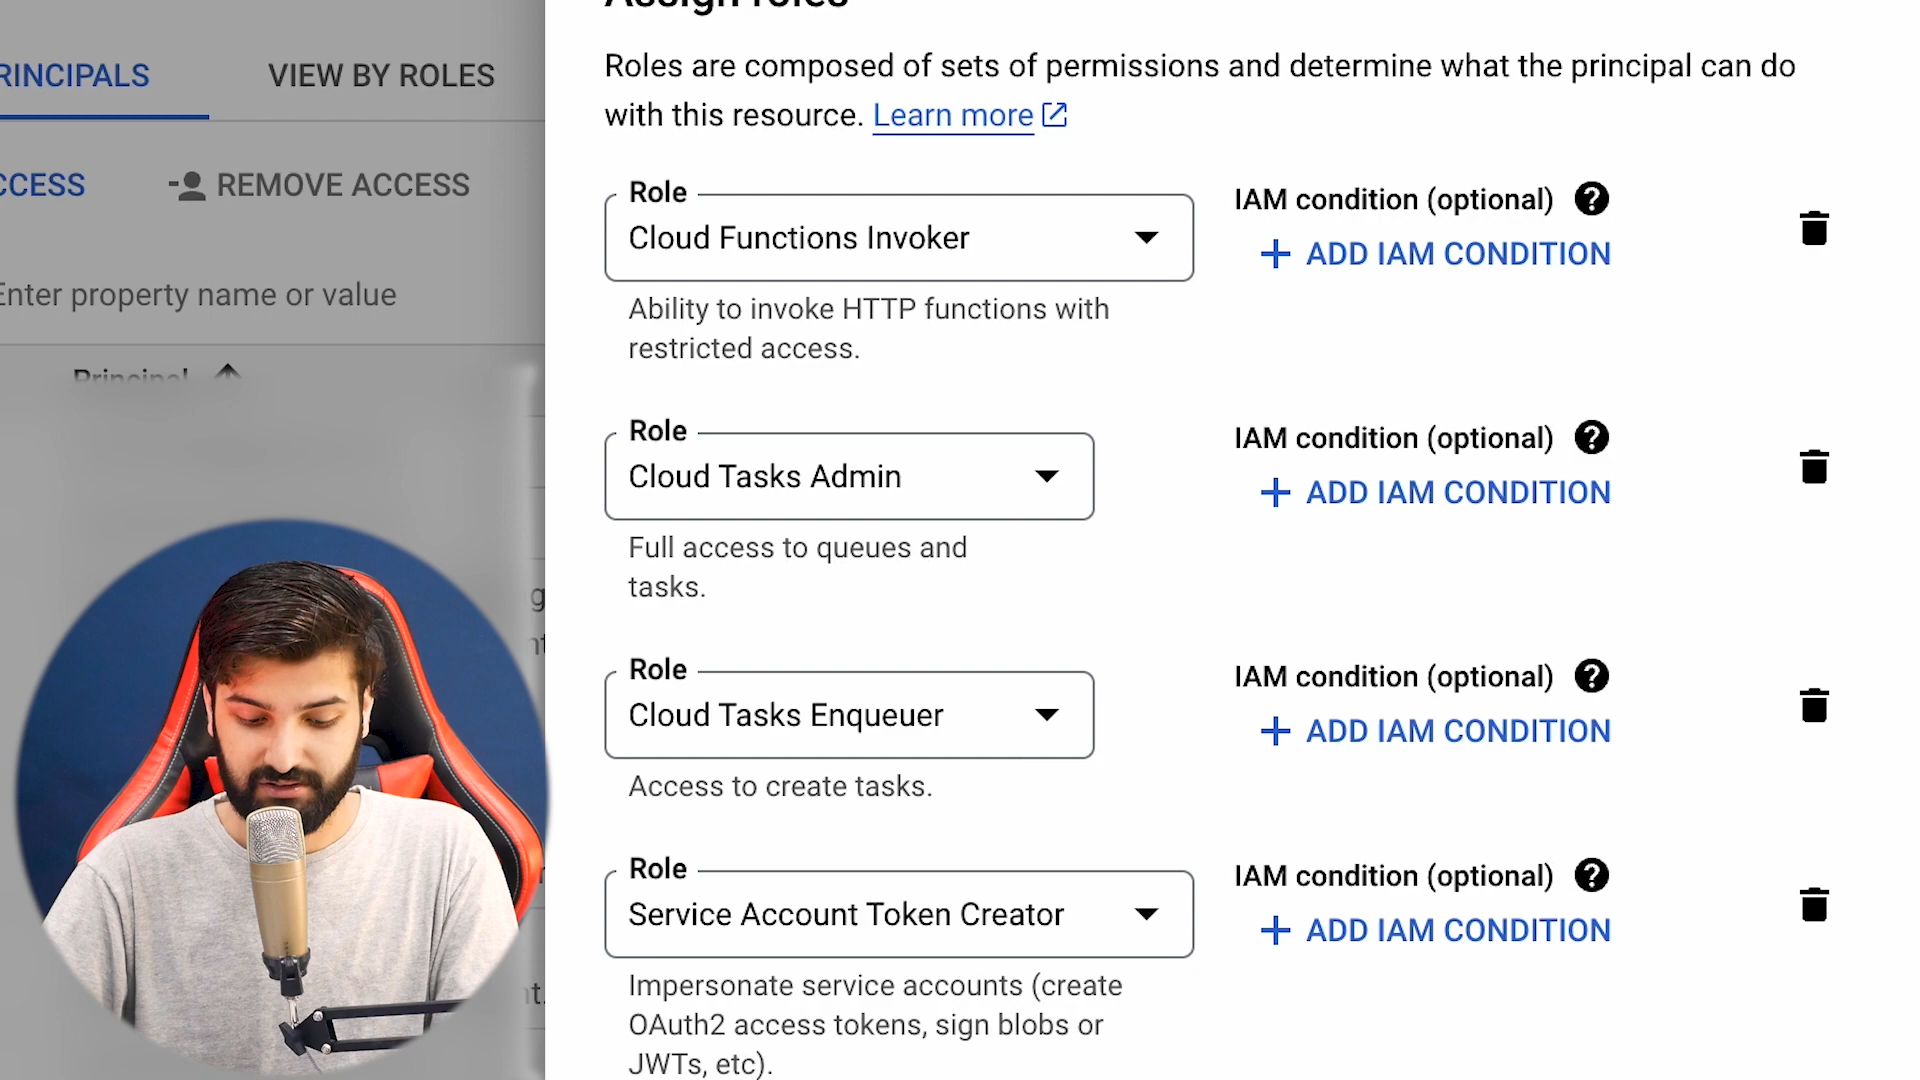 Assign roles
RINCIPALS
VIEW BY ROLES
CCESS
REMOVE ACCESS
Enter property name or value
Principal
Roles are composed of sets of permissions and determine what the principal can do
with this resource. Learn more
Role
Cloud Functions Invoker
Ability to invoke HTTP functions with
restricted access.
IAM condition (optional)
+ ADD IAM CONDITION
Role
Cloud Tasks Admin
Full access to queues and
tasks.
IAM condition (optional)
+ ADD IAM CONDITION
Role
Cloud Tasks Enqueuer
Access to create tasks.
IAM condition (optional)
+ ADD IAM CONDITION
Role
Service Account Token Creator
Impersonate service accounts (create
OAuth2 access tokens, sign blobs or
JWTs, etc).
IAM condition (optional)
+ ADD IAM CONDITION